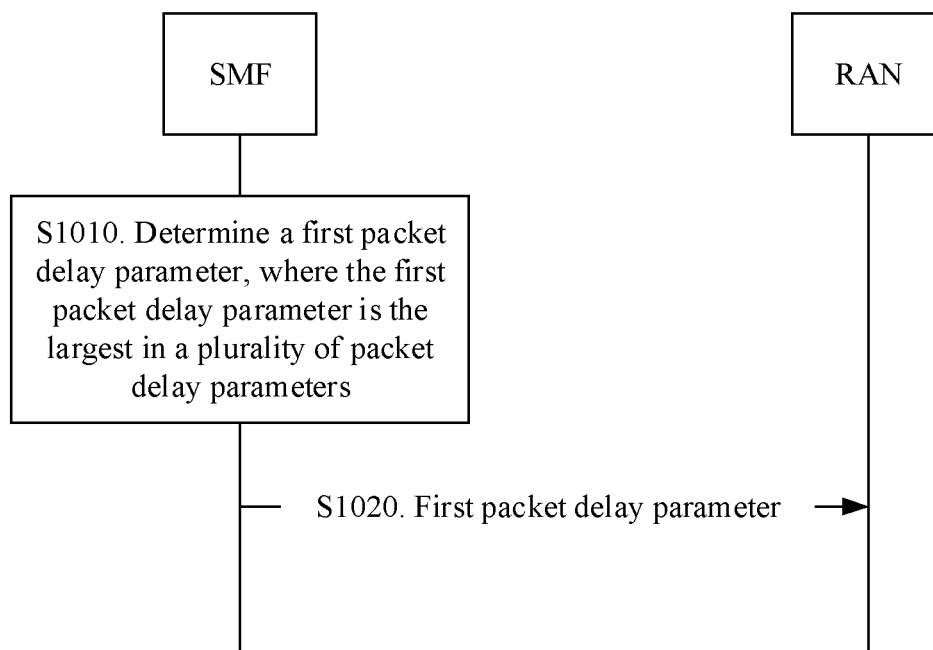 SMF
RAN
S1010. Determine a first packet
delay parameter, where the first
packet delay parameter is the
largest in a plurality of packet
delay parameters
S1020. First packet delay parameter